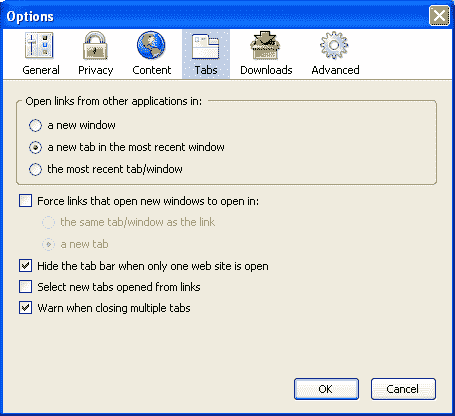 Options
General Privacy Content Tabs Downloads Advanced
Open links from other applications in:
a new window
a new tab in the most recent window
the most recent tab/window
Force links that open new windows to open in:
the same tab/window as the link
a new tab
Hide the tab bar when only one web site is open
Select new tabs opened from links
Warn when closing multiple tabs
OK Cancel